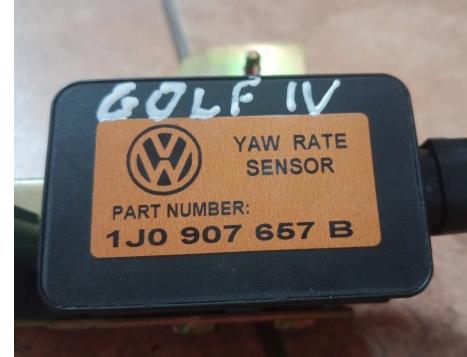 GOLF IV
YAW RATE
SENSOR
PART NUMBER:
1J0 907 657 B